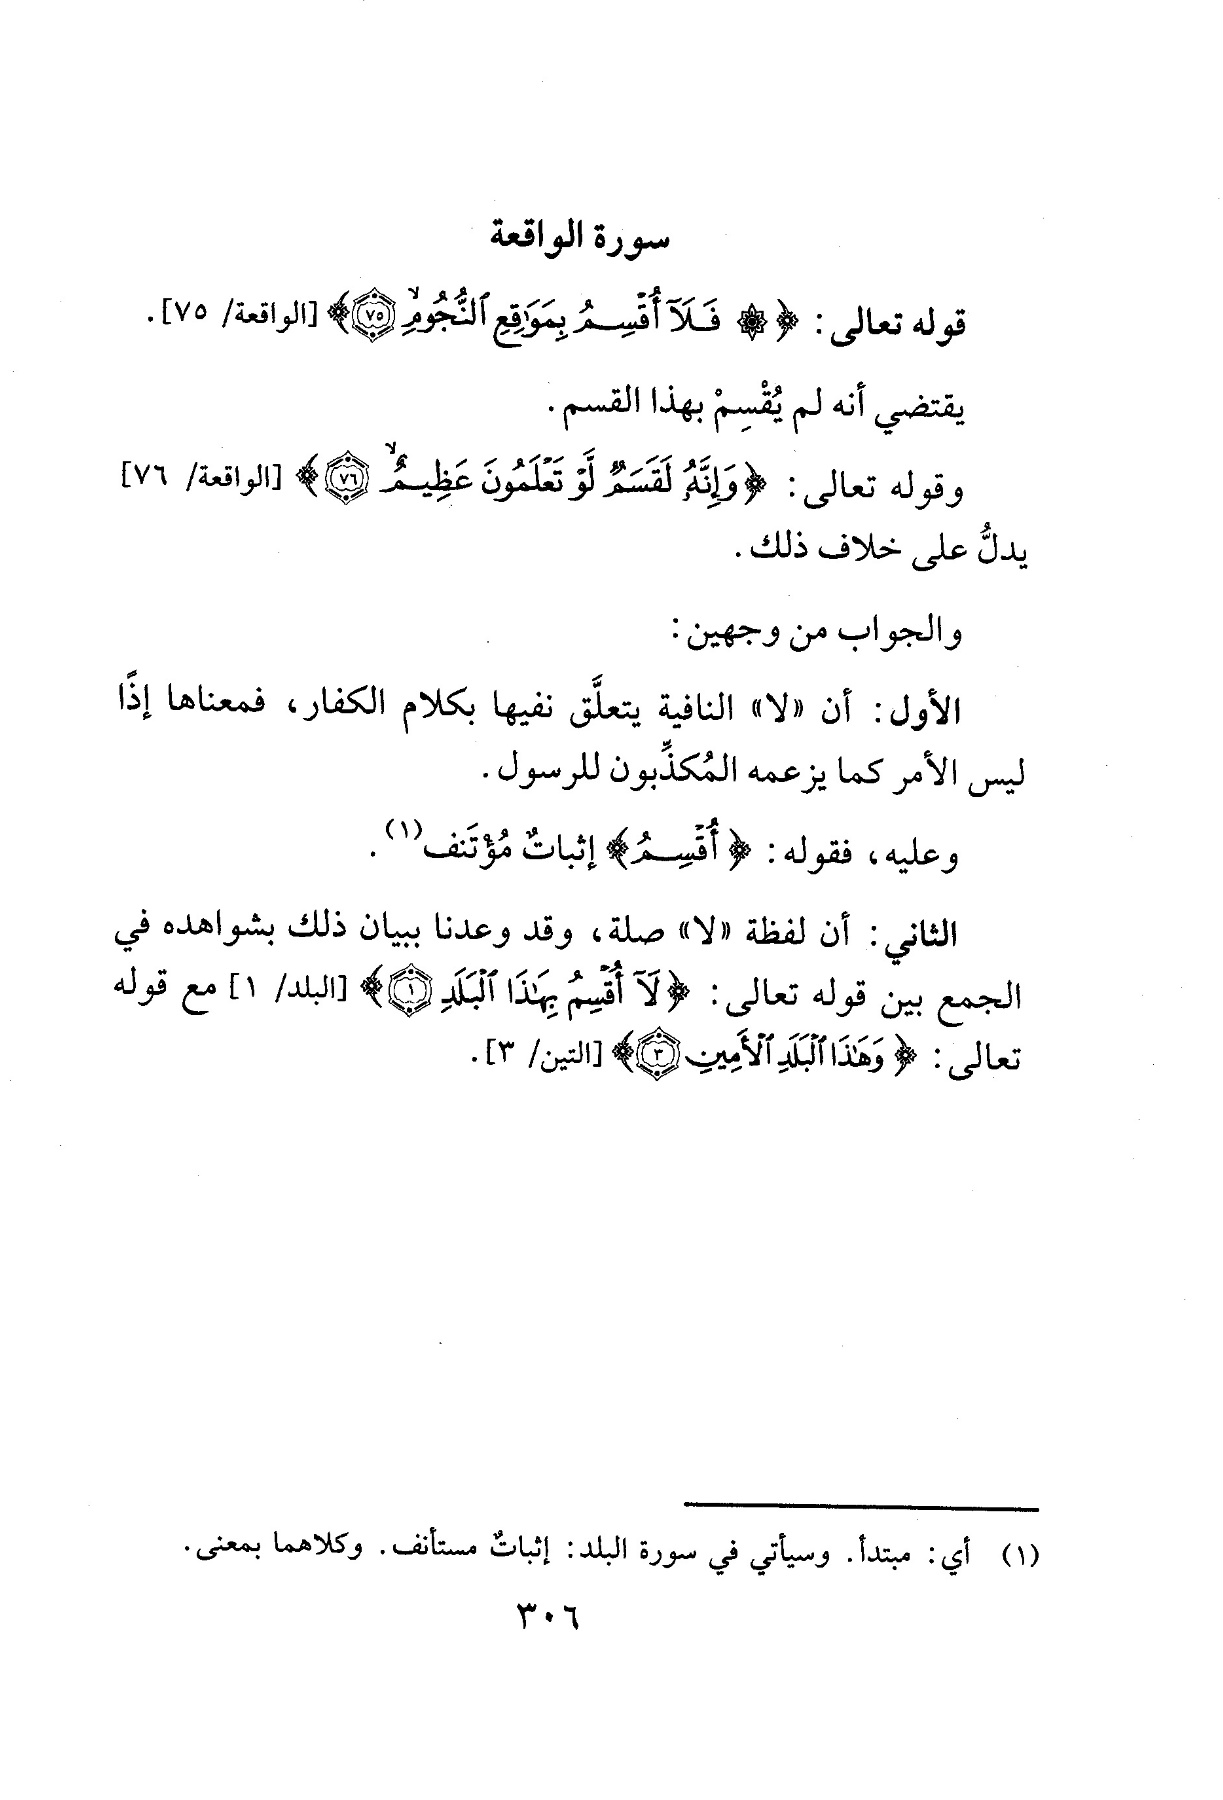 سورة الواقعة
قوله تعالى: ﴿ ۞ فَلَآ أُقْسِمُ بِمَوَٰقِعِ ٱلنُّجُومِ ۙ ٧٥﴾ [الواقعة/ ٧٥].
يقتضي أنه لم يُقْسِمْ بهذا القسم.
وقوله تعالى: ﴿وَإِنَّهُۥ لَقَسَمٌ لَّوْ تَعْلَمُونَ عَظِيمٌ ۙ ٧٦﴾ [الواقعة/ ٧٦]
يدلُّ على خلاف ذلك.
والجواب من وجهين:
الأول: أن «لا» النافية يتعلَّق نفيها بكلام الكفار، فمعناها إذًا
ليس الأمر كما يزعمه المُكذِّبون للرسول.
وعليه، فقوله: ﴿أُقْسِمُ﴾ إثباتٌ مُؤْتَنف(١).
الثاني: أن لفظة «لا» صلة، وقد وعدنا ببيان ذلك بشواهده في
الجمع بين قوله تعالى: ﴿لَآ أُقْسِمُ بِهَٰذَا ٱلْبَلَدِ ١﴾ [البلد/ ١] مع قوله
تعالى: ﴿وَهَٰذَا ٱلْبَلَدِ ٱلْأَمِينِ ٣﴾ [التين/ ٣].
(١) أي: مبتدأ. وسيأتي في سورة البلد: إثباتٌ مستأنف. وكلاهما بمعنى.
٣٠٦